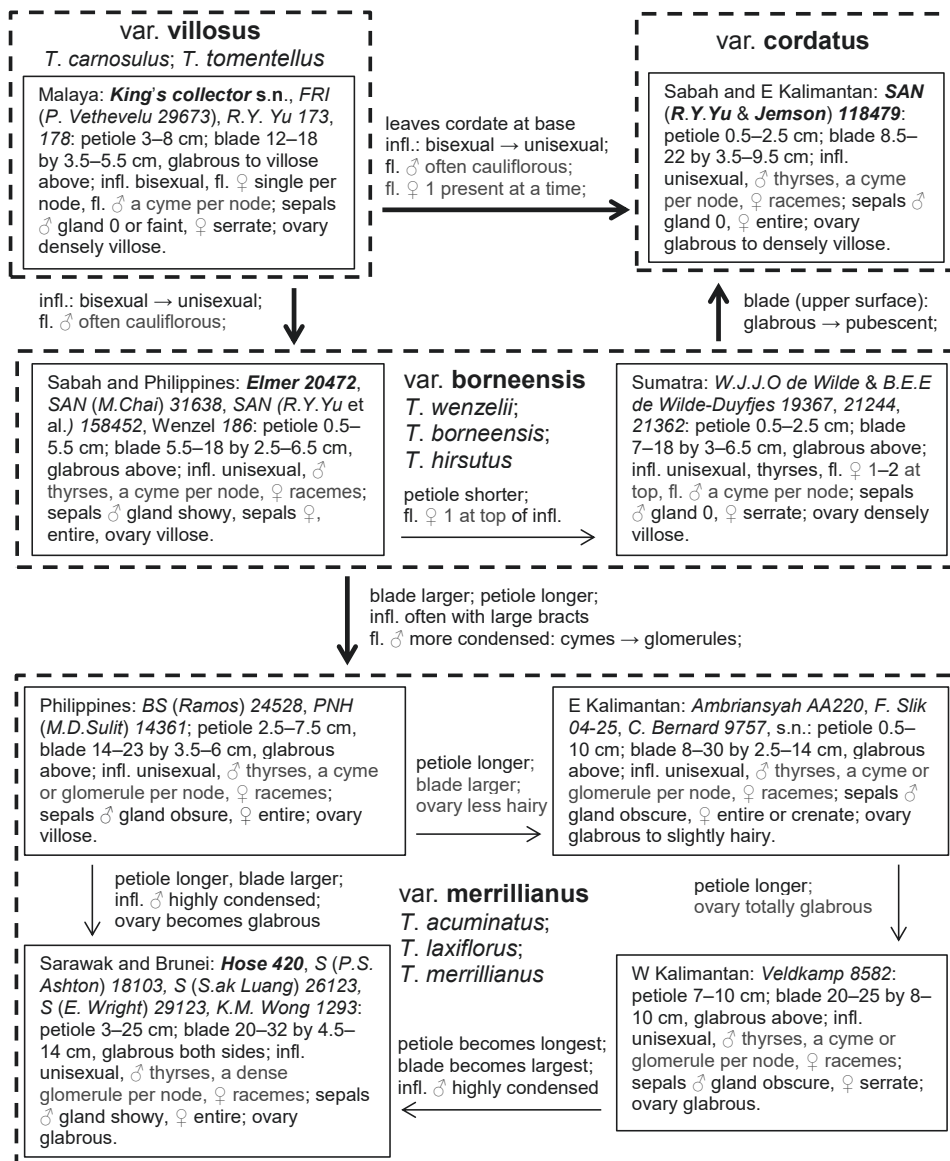 var. villosus
T. carnosulus; T. tomentellus
Malaya: King's collector s.n., FRI
(P. Vethevelu 29673), R.Y. Yu 173,
178: petiole 3–8 cm; blade 12–18
by 3.5–5.5 cm, glabrous to villose
above; infl. bisexual, fl. ♀ single per
node, fl. ♂ a cyme per node; sepals
♂ gland 0 or faint, ♀ serrate; ovary
densely villose.
leaves cordate at base
infl.: bisexual → unisexual;
fl. ♂ often cauliflorous;
fl. ♀ 1 present at a time;
var. cordatus
Sabah and E Kalimantan: SAN
(R.Y.Yu & Jemson) 118479:
petiole 0.5–2.5 cm; blade 8.5–
22 by 3.5–9.5 cm; infl.
unisexual, ♂ thyrses, a cyme
per node, ♀ racemes; sepals
♂ gland 0, ♀ entire; ovary
glabrous to densely villose.
infl.: bisexual → unisexual;
fl. ♂ often cauliflorous;
blade (upper surface):
glabrous → pubescent;
Sabah and Philippines: Elmer 20472,
SAN (M.Chai) 31638, SAN (R.Y.Yu et
al.) 158452, Wenzel 186: petiole 0.5–
5.5 cm; blade 5.5–18 by 2.5–6.5 cm,
glabrous above; infl. unisexual, ♂
thyrses, a cyme per node, ♀ racemes;
sepals ♂ gland showy, sepals ♀,
entire, ovary villose.
var. borneensis
T. wenzelii;
T. borneensis;
T. hirsutus
petiole shorter;
fl. ♀ 1 at top of infl.
Sumatra: W.J.J.O de Wilde & B.E.E
de Wilde-Duyfjes 19367, 21244,
21362: petiole 0.5–2.5 cm; blade
7–18 by 3–6.5 cm, glabrous above;
infl. unisexual, thyrses, fl. ♀ 1–2 at
top, fl. ♂ a cyme per node; sepals
♂ gland 0, ♀ serrate; ovary densely
villose.
blade larger; petiole longer;
infl. often with large bracts
fl. ♂ more condensed: cymes → glomerules;
Philippines: BS (Ramos) 24528, PNH
(M.D.Sulit) 14361; petiole 2.5–7.5 cm,
blade 14–23 by 3.5–6 cm, glabrous
above; infl. unisexual, ♂ thyrses, a cyme
or glomerule per node, ♀ racemes;
sepals ♂ gland obsure, ♀ entire; ovary
villose.
petiole longer;
blade larger;
ovary less hairy
E Kalimantan: Ambriansyah AA220, F. Slik
04-25, C. Bernard 9757, s.n.: petiole 0.5–
10 cm; blade 8–30 by 2.5–14 cm, glabrous
above; infl. unisexual, ♂ thyrses, a cyme or
glomerule per node, ♀ racemes; sepals ♂
gland obscure, ♀ entire or crenate; ovary
glabrous to slightly hairy.
petiole longer, blade larger;
infl. ♂ highly condensed;
ovary becomes glabrous
var. merrillianus
T. acuminatus;
T. laxiflorus;
T. merrillianus
petiole longer;
ovary totally glabrous
Sarawak and Brunei: Hose 420, S (P.S.
Ashton) 18103, S (S.ak Luang) 26123,
S (E. Wright) 29123, K.M. Wong 1293:
petiole 3–25 cm; blade 20–32 by 4.5–
14 cm, glabrous both sides; infl.
unisexual, ♂ thyrses, a dense
glomerule per node, ♀ racemes; sepals
♂ gland showy, ♀ entire; ovary
glabrous.
petiole becomes longest;
blade becomes largest;
infl. ♂ highly condensed
W Kalimantan: Veldkamp 8582:
petiole 7–10 cm; blade 20–25 by 8–
10 cm, glabrous above; infl.
unisexual, ♂ thyrses, a cyme or
glomerule per node, ♀ racemes;
sepals ♂ gland obscure, ♀ serrate;
ovary glabrous.